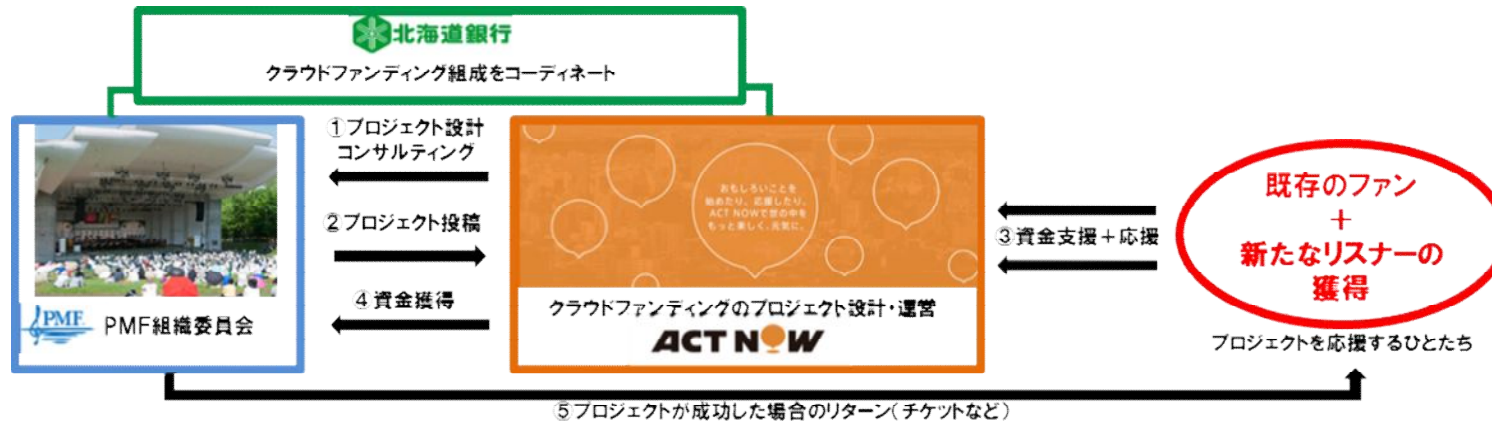 北海道銀行
クラウドファンディング組成をコーディネート
①プロジェクト設計
コンサルティング
②プロジェクト投稿
④資金獲得
PMF
PMF組織委員会
おもしろいことを
始めたり、応援したり。
ACT NOWで世の中を
もっと楽しく、元気に。
クラウドファンディングのプロジェクト設計・運営
ACT NOW
③資金支援+応援
既存のファン
+
新たなリスナーの
獲得
プロジェクトを応援するひとたち
⑤プロジェクトが成功した場合のリターン(チケットなど)